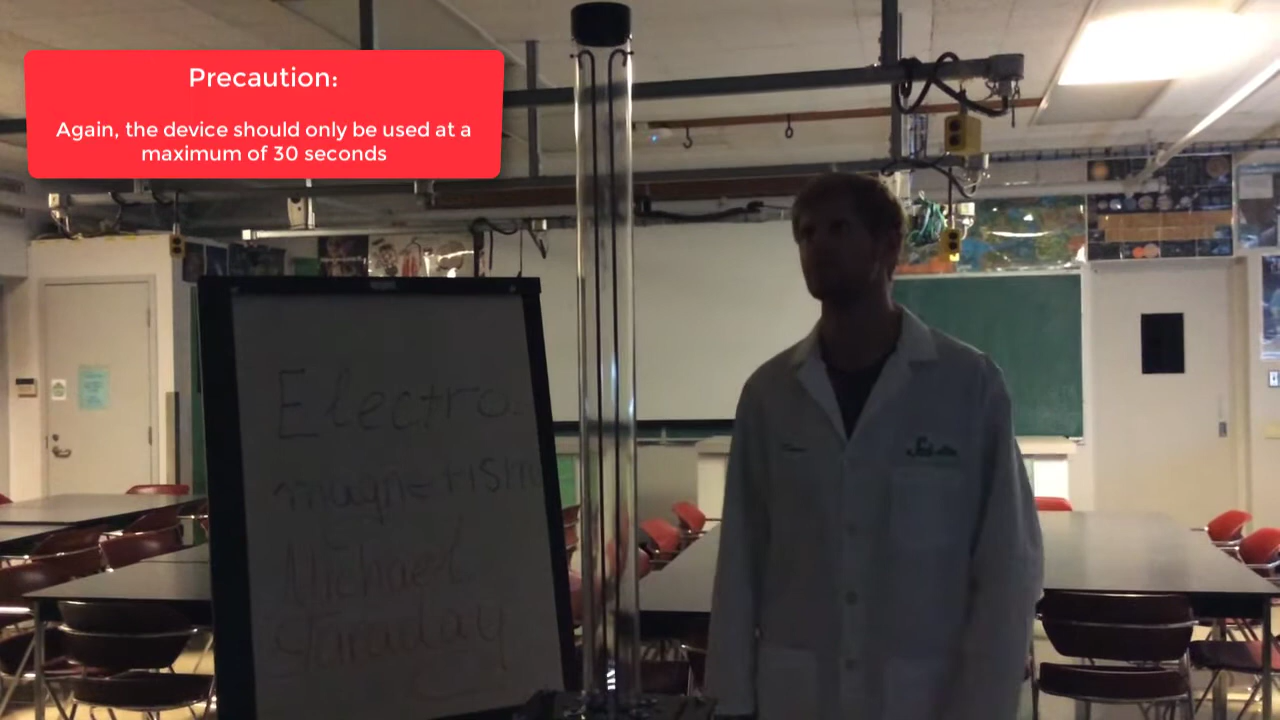 Precaution:
Again, the device should only be used at a
maximum of 30 seconds
Electro.
magnetism
Michael
Faraday